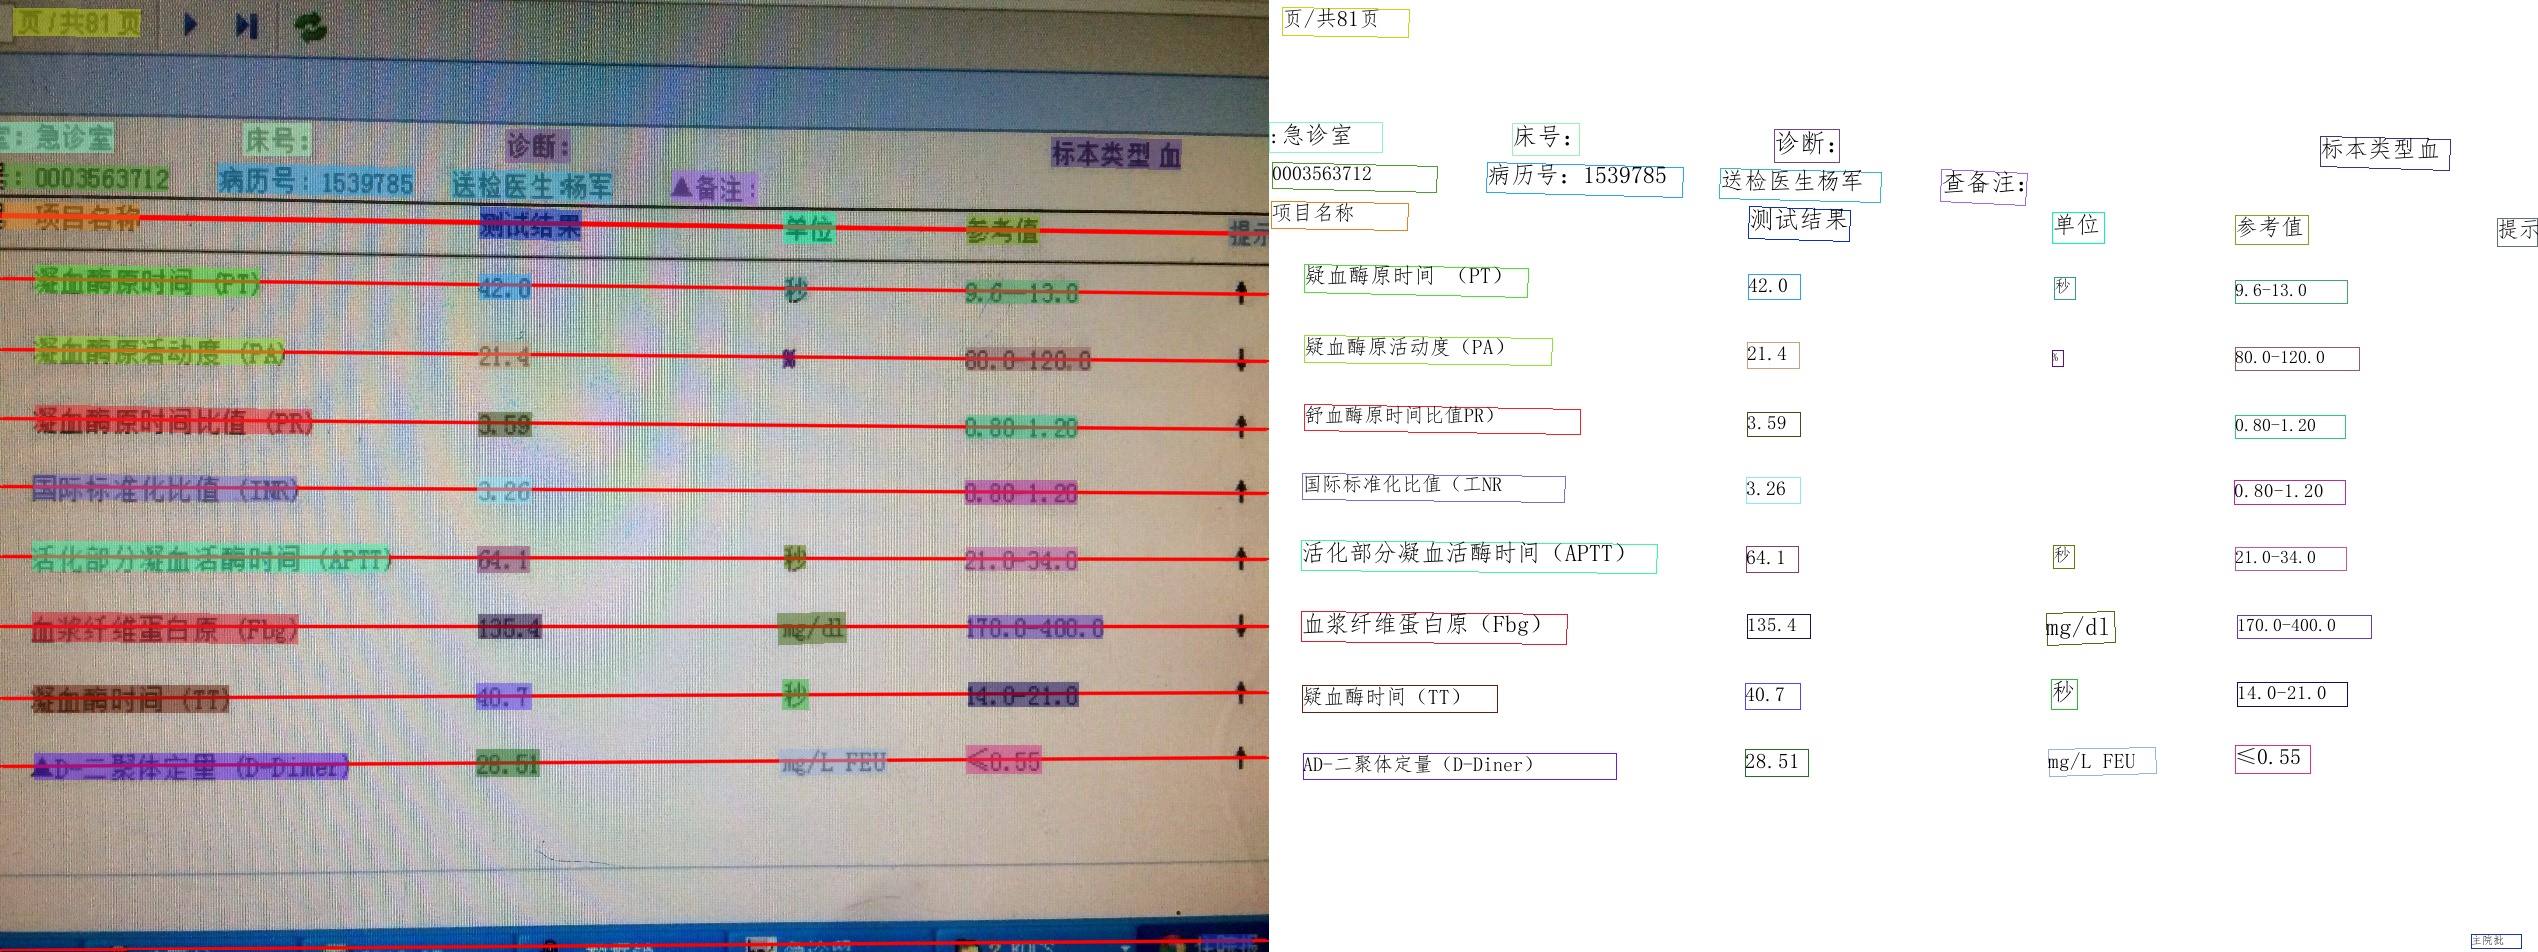 页 / 共81 页
室: 急诊室 床号: 诊断: 标本类型 血
: 0003563712 病历号: 1539785 送检医生:杨军 ▲备注:
项目名称 测试结果 单位 参考值 提示
凝血酶原时间 (PT) 42.0 秒 9.6--13.0 ↑
凝血酶原活动度 (PA) 21.4 % 80.0-120.0 ↓
凝血酶原时间比值 (PR) 3.59 0.80-1.20 ↑
国际标准化比值 (INR) 3.26 0.80-1.20 ↑
活化部分凝血活酶时间 (APTT) 64.1 秒 21.0-34.0 ↑
血浆纤维蛋白原 (Fbg) 135.4 mg/dl 170.0-400.0 ↓
凝血酶时间 (TT) 40.7 秒 14.0-21.0 ↑
▲D-二聚体定量 (D-Dimer) 28.51 mg/L FEU ≤0.55 ↑
页/共81页
:急诊室 床号: 诊断: 标本类型血
0003563712 病历号: 1539785 送检医生杨军 查备注:
项目名称 测试结果 单位 参考值 提示
疑血酶原时间 （PT） 42.0 秒 9.6-13.0
疑血酶原活动度（PA） 21.4 % 80.0-120.0
舒血酶原时间比值PR） 3.59 0.80-1.20
国际标准化比值（工NR 3.26 0.80-1.20
活化部分凝血活酶时间（APTT） 64.1 秒 21.0-34.0
血浆纤维蛋白原（Fbg） 135.4 mg/dl 170.0-400.0
疑血酶时间（TT） 40.7 秒 14.0-21.0
AD-二聚体定量（D-Diner） 28.51 mg/L FEU ≤0.55
主院批